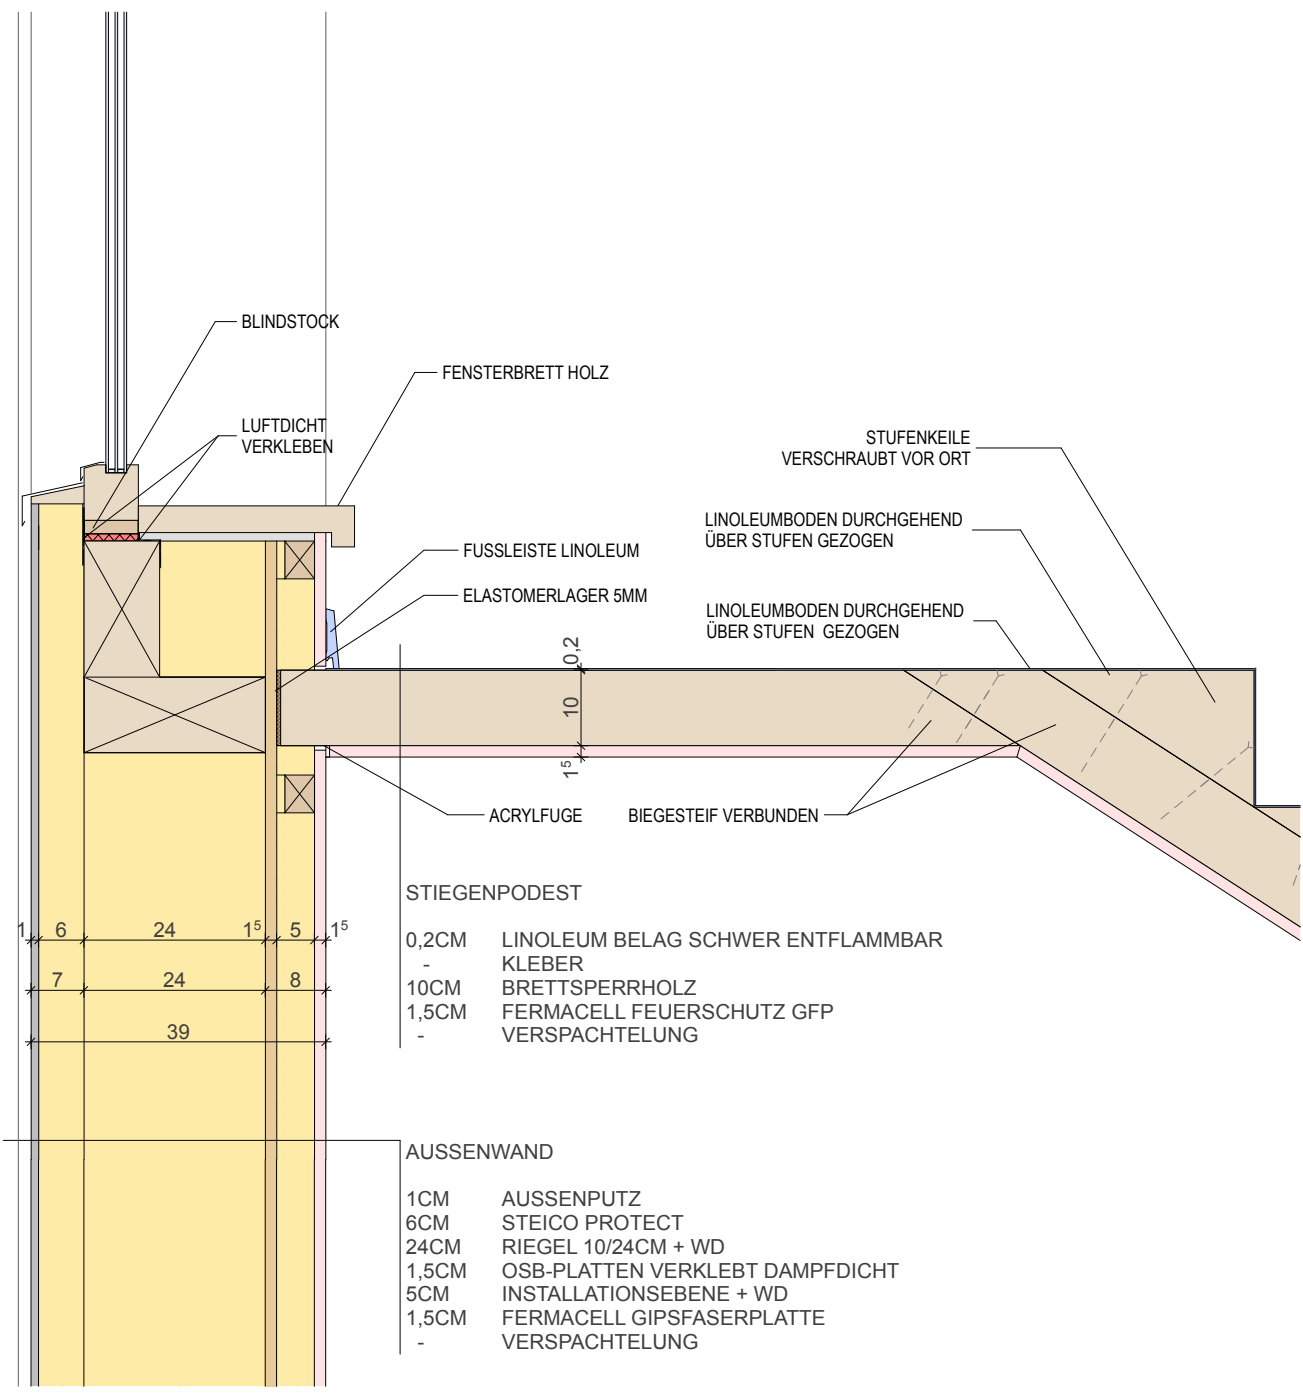 BLINDSTOCK
FENSTERBRETT HOLZ
LUFTDICHT
VERKLEBEN
STUFENKEILE
VERSCHRAUBT VOR ORT
LINOLEUMBODEN DURCHGEHEND
ÜBER STUFEN GEZOGEN
FUSSLEISTE LINOLEUM
ELASTOMERLAGER 5MM
LINOLEUMBODEN DURCHGEHEND
ÜBER STUFEN GEZOGEN
0,2
10
1⁵
ACRYLFUGE
BIEGESTEIF VERBUNDEN
STIEGENPODEST
0,2CM LINOLEUM BELAG SCHWER ENTFLAMMBAR
- KLEBER
10CM BRETTSPERRHOLZ
1,5CM FERMACELL FEUERSCHUTZ GFP
- VERSPACHTELUNG
1 6 24 1⁵ 5 1⁵
7 24 8
39
AUSSENWAND
1CM AUSSENPUTZ
6CM STEICO PROTECT
24CM RIEGEL 10/24CM + WD
1,5CM OSB-PLATTEN VERKLEBT DAMPFDICHT
5CM INSTALLATIONSEBENE + WD
1,5CM FERMACELL GIPSFASERPLATTE
- VERSPACHTELUNG